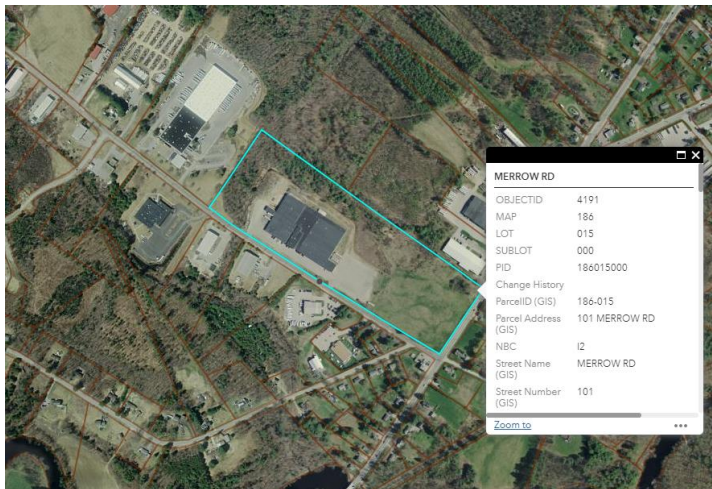 MERROW RD
OBJECTID 4191
MAP 186
LOT 015
SUBLOT 000
PID 186015000
Change History
ParcelID (GIS) 186-015
Parcel Address 101 MERROW RD
(GIS)
NBC I2
Street Name MERROW RD
(GIS)
Street Number 101
(GIS)
Zoom to